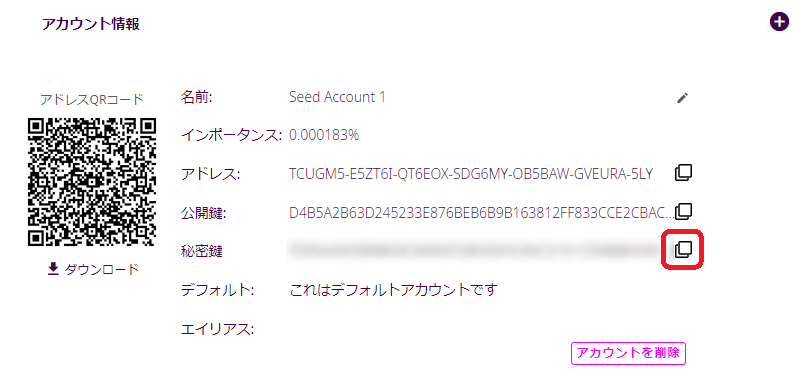 アカウント情報
アドレスQRコード
ダウンロード
名前: Seed Account 1
インポータンス: 0.000183%
アドレス: TCUGM5-E5ZT6I-QT6EOX-SDG6MY-OB5BAW-GVEURA-5LY
公開鍵: D4B5A2B63D245233E876BEB6B9B163812FF833CCE2CBAC...
秘密鍵
デフォルト: これはデフォルトアカウントです
エイリアス:
アカウントを削除